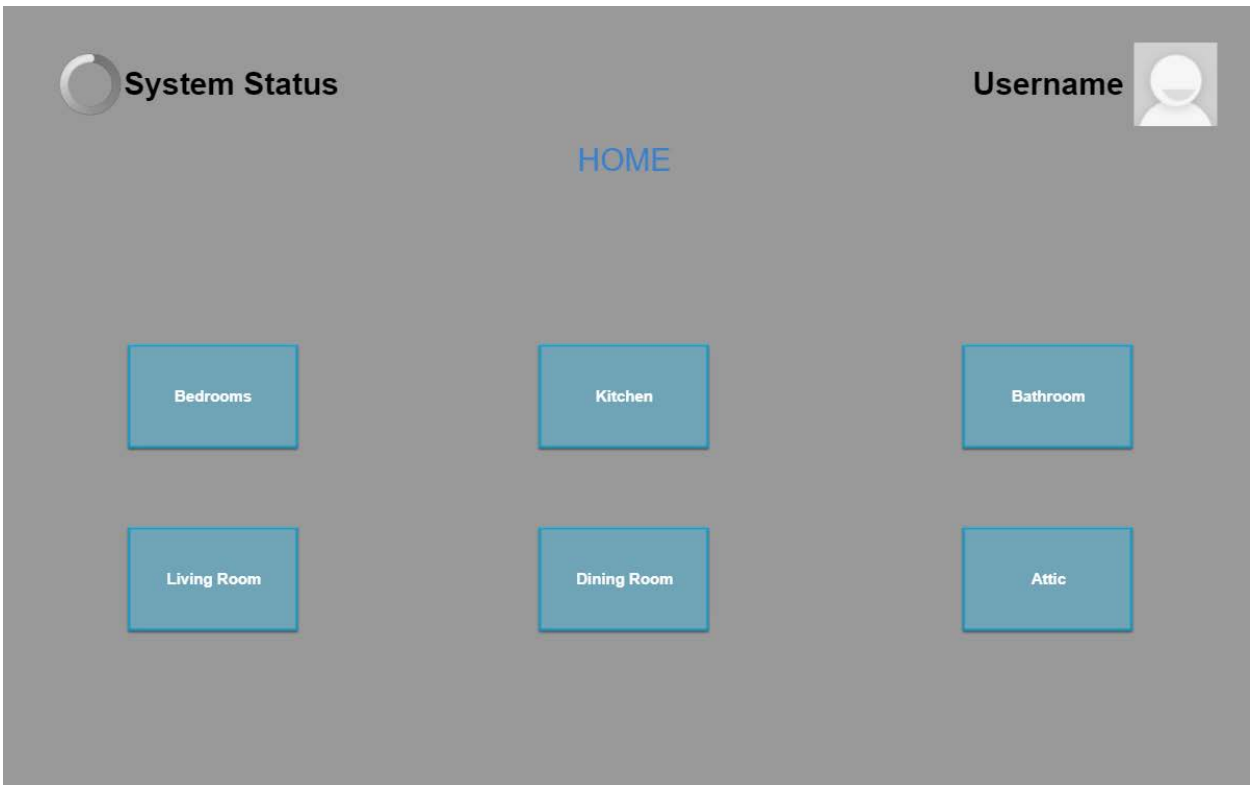 System Status
Username
HOME
Bedrooms
Kitchen
Bathroom
Living Room
Dining Room
Attic